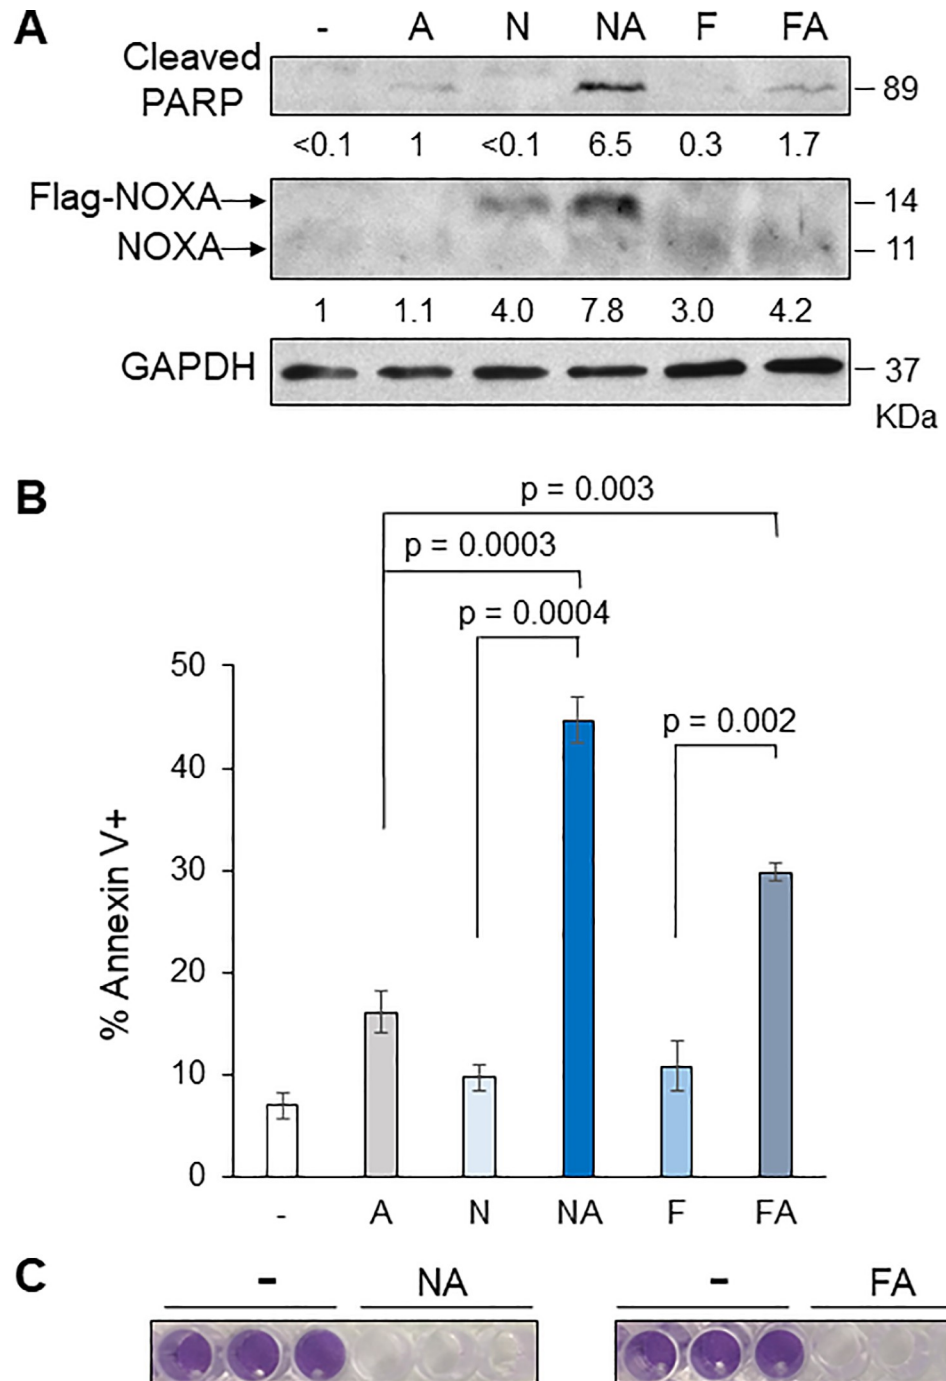 A
- A N NA F FA
Cleaved
PARP
89
<0.1 1 <0.1 6.5 0.3 1.7
Flag-NOXA
14
NOXA
11
1 1.1 4.0 7.8 3.0 4.2
GAPDH
37
KDa
B
p = 0.003
p = 0.0003
p = 0.0004
p = 0.002
% Annexin V+
50
40
30
20
10
0
- A N NA F FA
C
- NA - FA